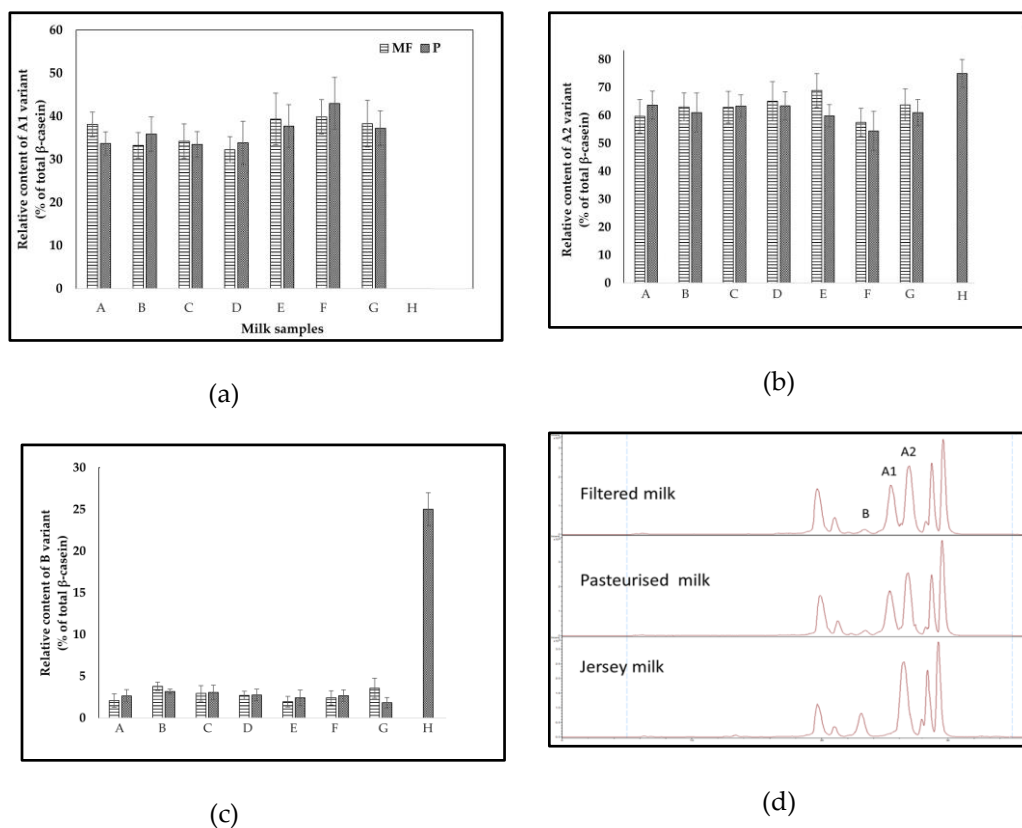 60
50
40
30
20
10
0
Relative content of A1 variant
(% of total β-casein)
MF P
A B C D E F G H
Milk samples
(a)
80
70
60
50
40
30
20
10
0
Relative content of A2 variant
(% of total β-casein)
A B C D E F G H
(b)
30
25
20
15
10
5
0
Relative content of B variant
(% of total β-casein)
A B C D E F G H
(c)
A2
A1
B
Filtered milk
Pasteurised milk
Jersey milk
(d)